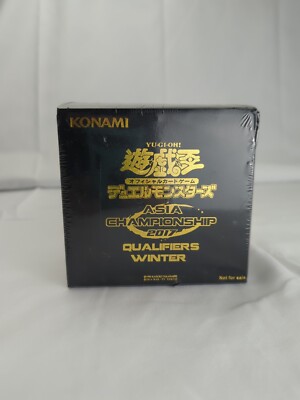 KONAMI
YU-GI-OH!
遊戯王
オフィシャルカードゲーム
デュエルモンスターズ
ASIA
CHAMPIONSHIP
2017
QUALIFIERS
WINTER
Not for sale